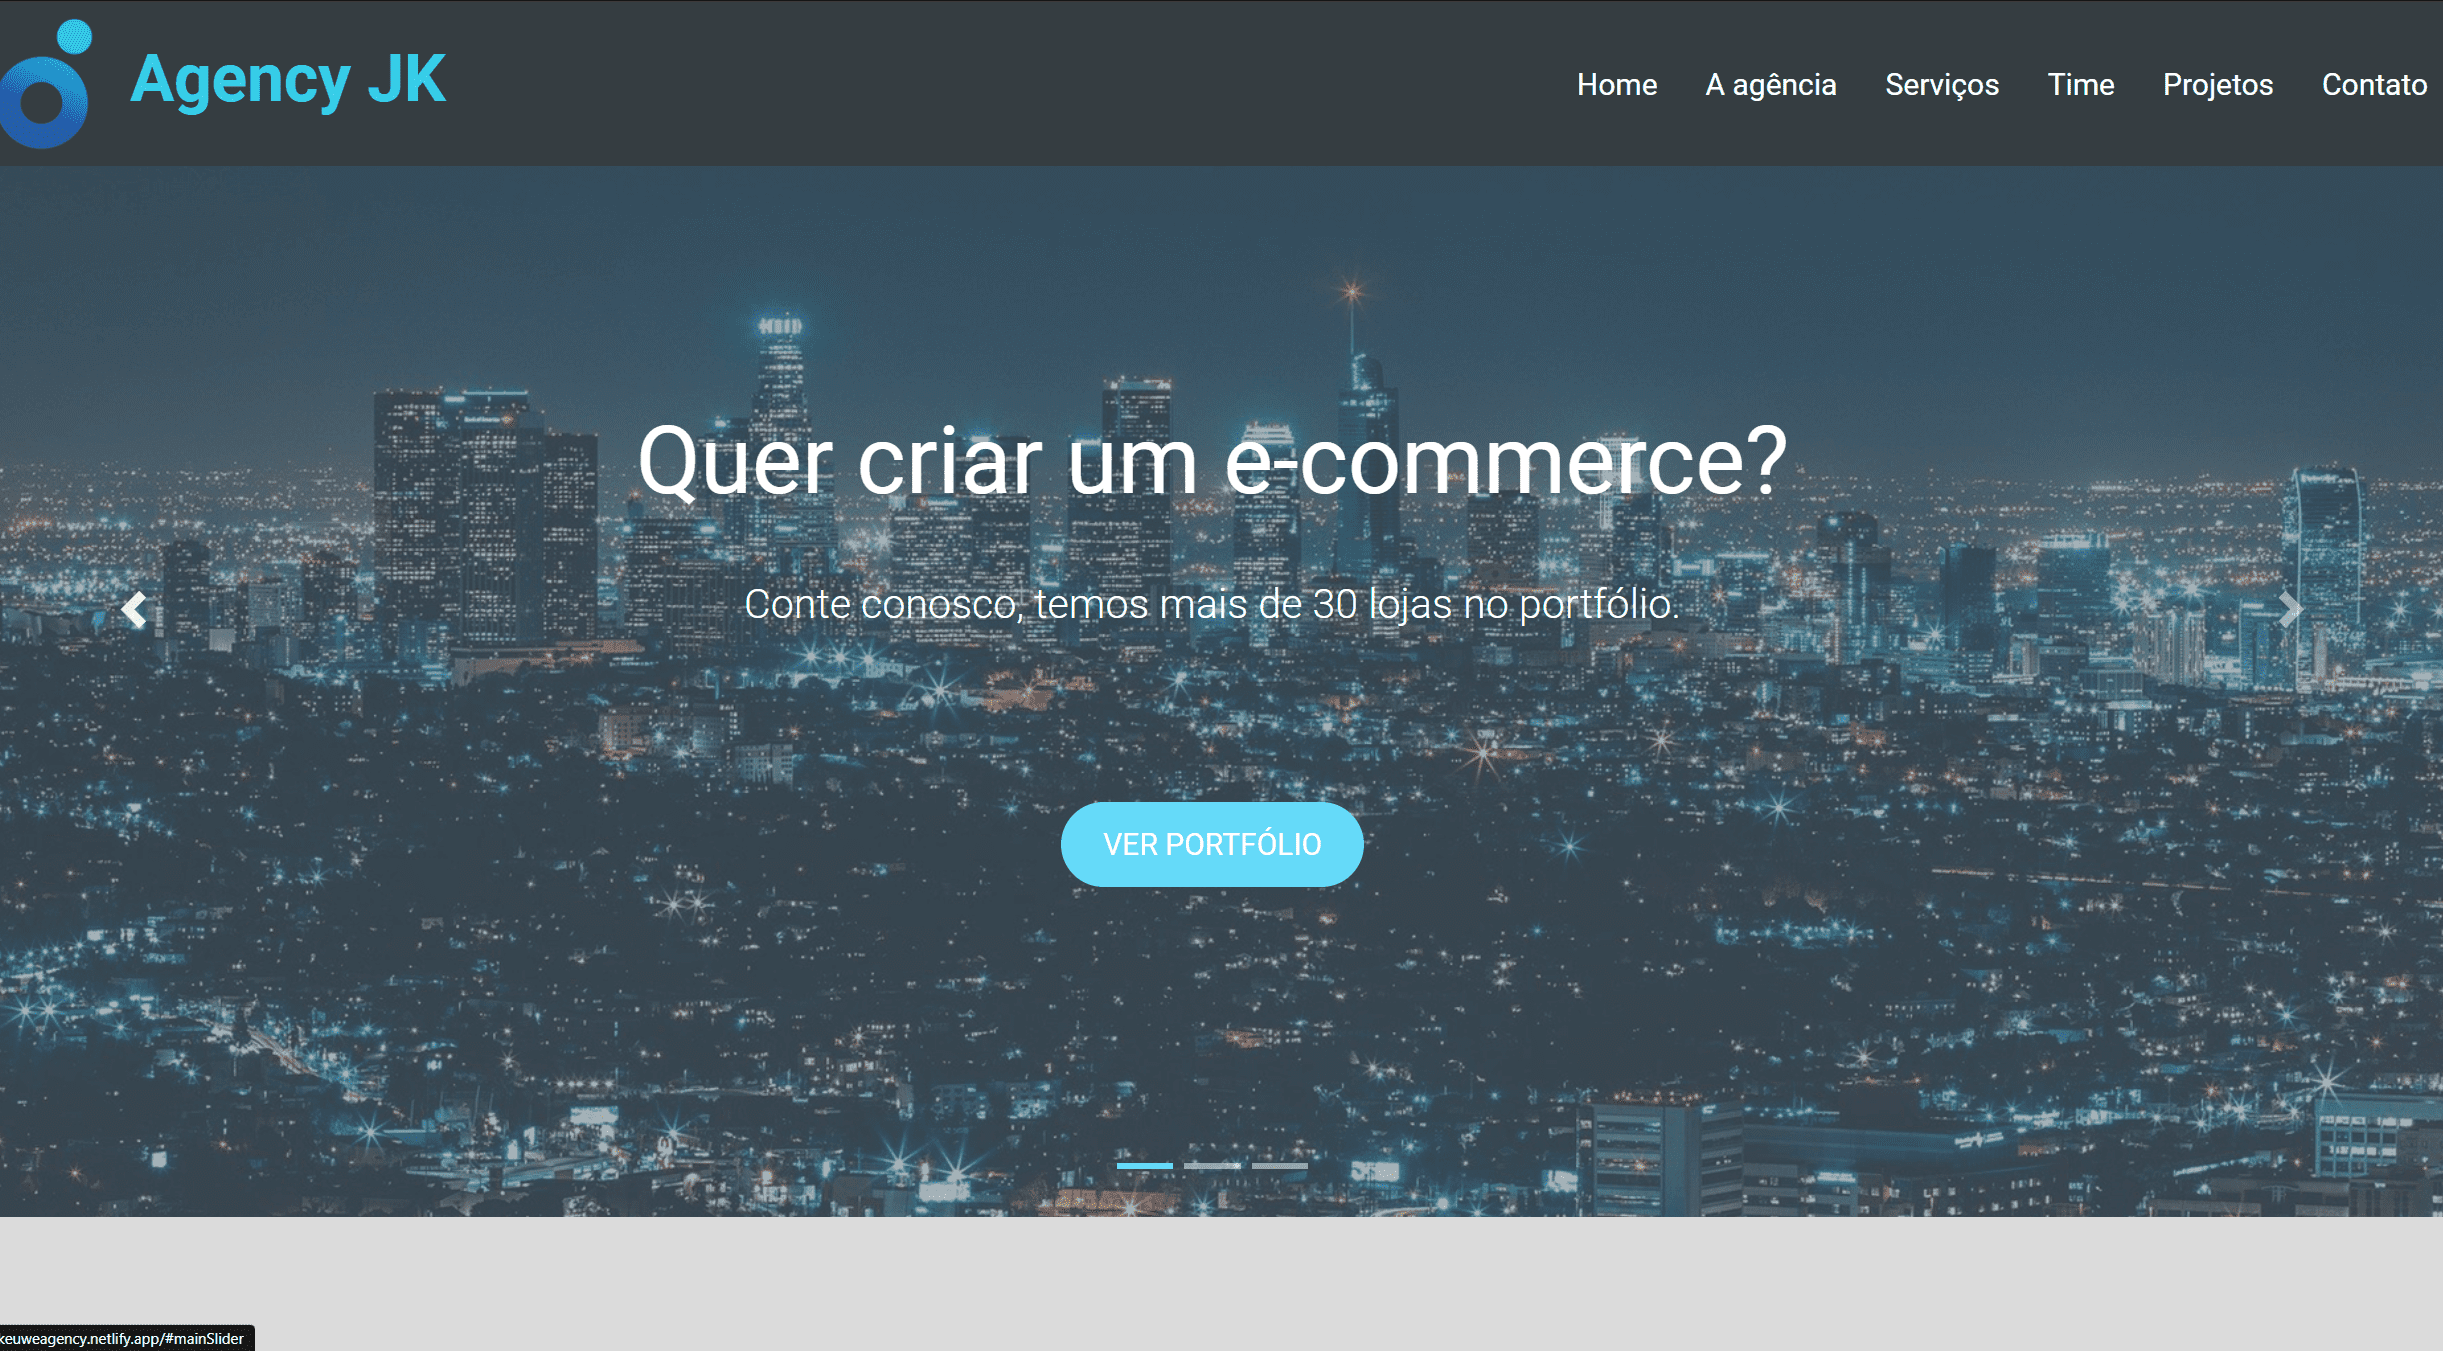 Agency JK
Home A agência Serviços Time Projetos Contato
Quer criar um e-commerce?
Conte conosco, temos mais de 30 lojas no portfólio.
VER PORTFÓLIO
keuweagency.netlify.app/#mainSlider